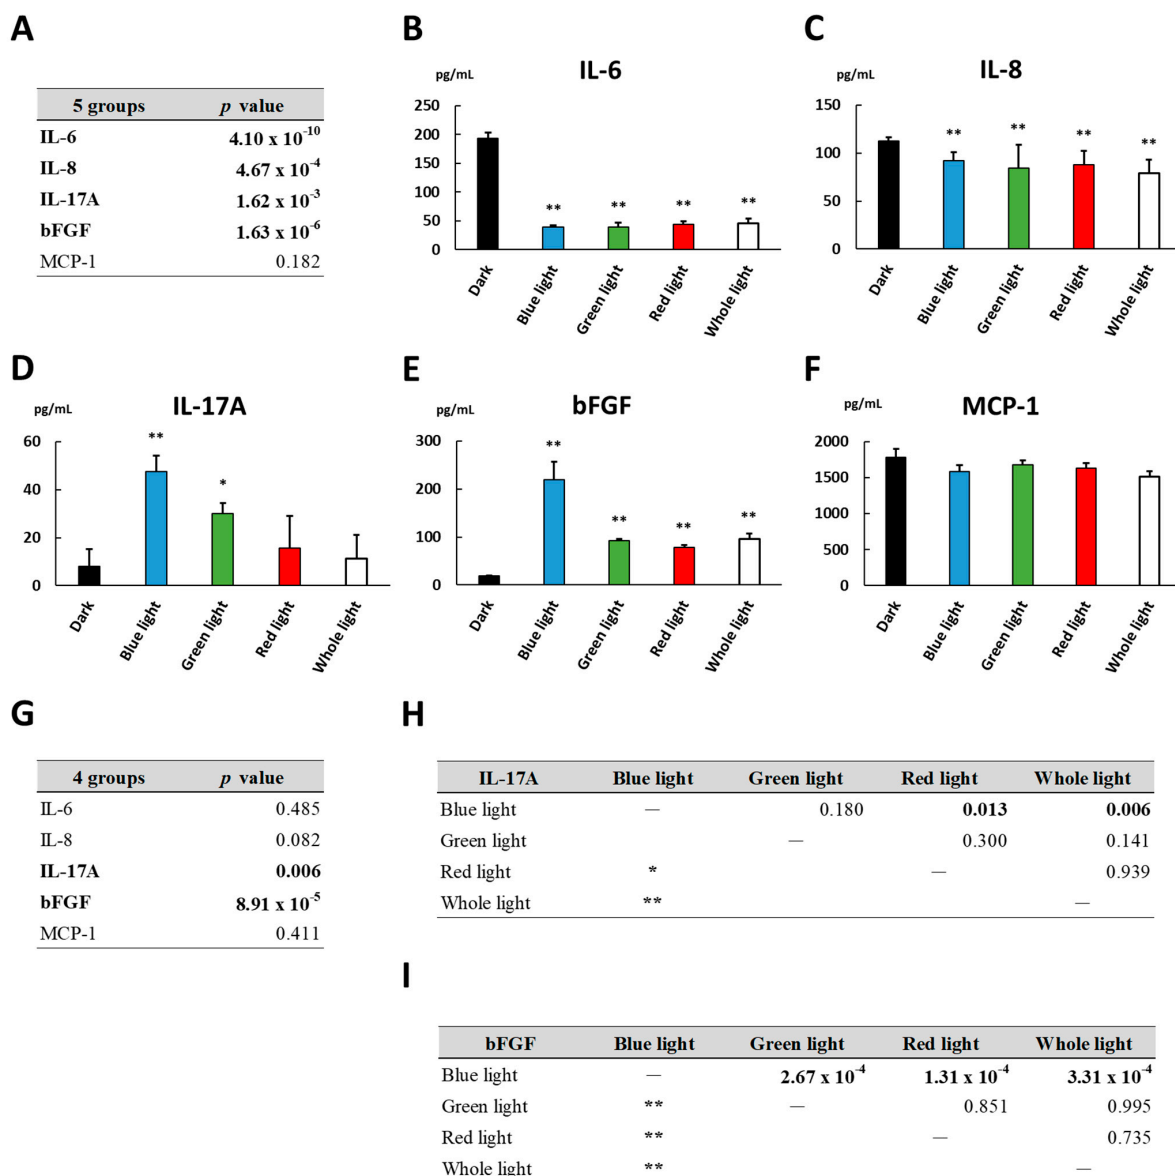 A
5 groups p value
IL-6 4.10 x 10^-10
IL-8 4.67 x 10^-4
IL-17A 1.62 x 10^-3
bFGF 1.63 x 10^-6
MCP-1 0.182
B
pg/mL
IL-6
250
200
150
100
50
0
** ** ** **
Dark
Blue light
Green light
Red light
Whole light
C
pg/mL
IL-8
150
100
50
0
** ** ** **
Dark
Blue light
Green light
Red light
Whole light
D
pg/mL
IL-17A
60
40
20
0
** *
Dark
Blue light
Green light
Red light
Whole light
E
pg/mL
bFGF
300
200
100
0
** ** ** **
Dark
Blue light
Green light
Red light
Whole light
F
pg/mL
MCP-1
2000
1500
1000
500
0
Dark
Blue light
Green light
Red light
Whole light
G
4 groups p value
IL-6 0.485
IL-8 0.082
IL-17A 0.006
bFGF 8.91 x 10^-5
MCP-1 0.411
H
IL-17A Blue light Green light Red light Whole light
Blue light — 0.180 0.013 0.006
Green light — 0.300 0.141
Red light * — 0.939
Whole light ** —
I
bFGF Blue light Green light Red light Whole light
Blue light — 2.67 x 10^-4 1.31 x 10^-4 3.31 x 10^-4
Green light ** — 0.851 0.995
Red light ** — 0.735
Whole light ** —